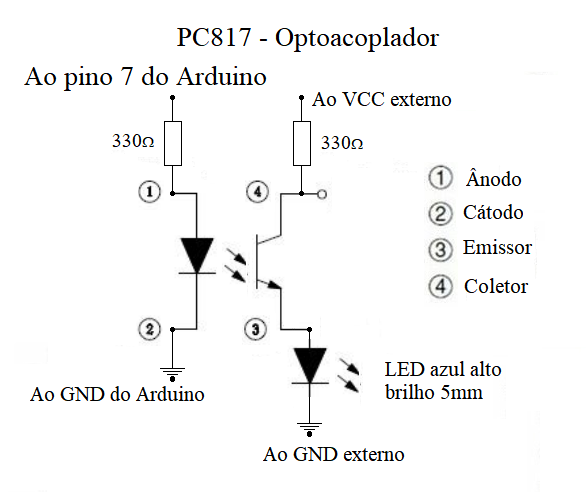 PC817 - Optoacoplador
Ao pino 7 do Arduino
Ao VCC externo
330Ω
330Ω
1
4
1 Ânodo
2 Cátodo
3 Emissor
4 Coletor
2
3
LED azul alto
brilho 5mm
Ao GND do Arduino
Ao GND externo